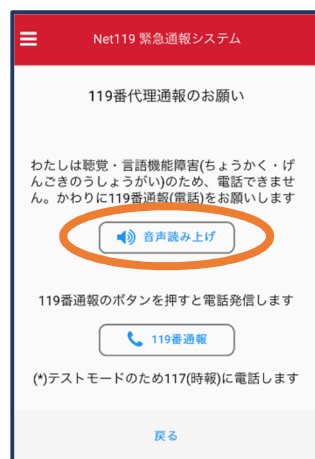 Net119 緊急通報システム
119番代理通報のお願い
わたしは聴覚・言語機能障害(ちょうかく・げ
んごきのうしょうがい)のため、電話できませ
ん。かわりに119番通報(電話)をお願いします
音声読み上げ
119番通報のボタンを押すと電話発信します
119番通報
(*)テストモードのため117(時報)に電話します
戻る